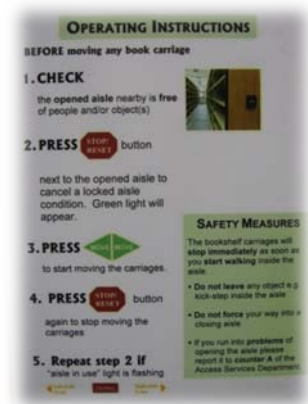 OPERATING INSTRUCTIONS
BEFORE moving any book carriage
1. CHECK
the opened aisle nearby is free
of people and/or object(s)
2. PRESS STOP/ button
RESET
next to the opened aisle to
cancel a locked aisle
condition. Green light will
appear.
3. PRESS MOVE MOVE
to start moving the carriages.
4. PRESS STOP/ button
RESET
again to stop moving the
carriages
5. Repeat step 2 if
"aisle in use" light is flashing
SAFETY MEASURES
The bookshelf carriages will
stop immediately as soon as
you start walking inside the
aisle.
• Do not leave any object e.g
kick-step inside the aisle
• Do not force your way into a
closing aisle
• If you run into problems of
opening the aisle please
report it to counter A of the
Access Services Department